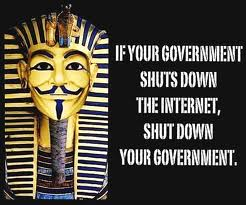 IF YOUR GOVERNMENT
SHUTS DOWN
THE INTERNET,
SHUT DOWN
YOUR GOVERNMENT.